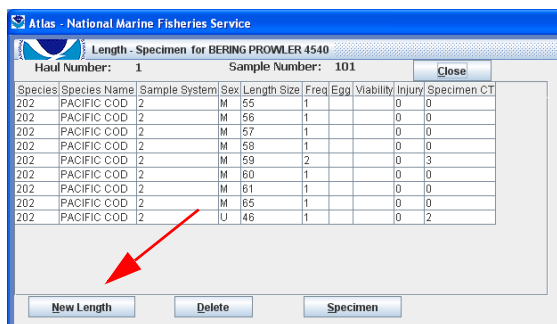 Atlas - National Marine Fisheries Service
Length - Specimen for BERING PROWLER 4540
Haul Number: 1 Sample Number: 101 Close
Species Species Name Sample System Sex Length Size Freq Egg Viability Injury Specimen CT
202 PACIFIC COD 2 M 55 1 0 0
202 PACIFIC COD 2 M 56 1 0 0
202 PACIFIC COD 2 M 57 1 0 0
202 PACIFIC COD 2 M 58 1 0 0
202 PACIFIC COD 2 M 59 2 0 3
202 PACIFIC COD 2 M 60 1 0 0
202 PACIFIC COD 2 M 61 1 0 0
202 PACIFIC COD 2 M 65 1 0 0
202 PACIFIC COD 2 U 46 1 0 2
New Length Delete Specimen